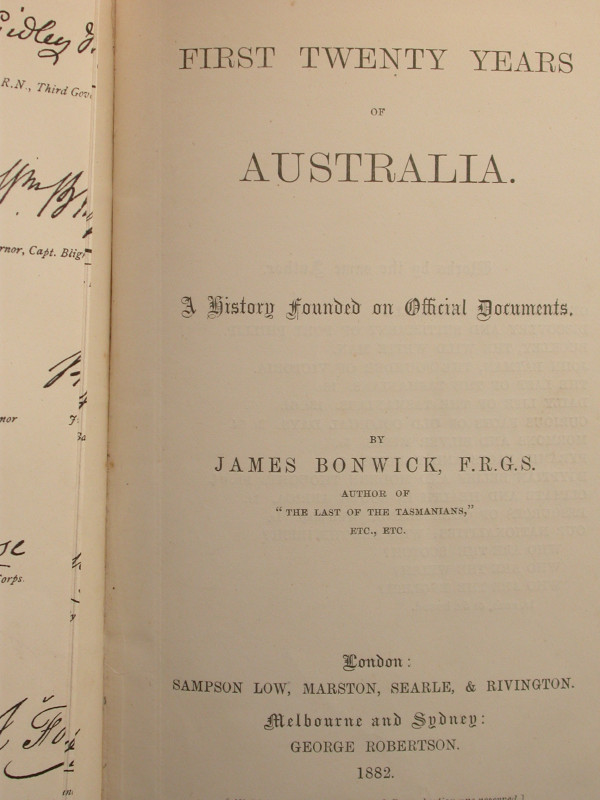 idley
R.N., Third Gov
rnor, Capt. Blig
nor
Corps.
FIRST TWENTY YEARS
OF
AUSTRALIA.
A History Founded on Official Documents.
BY
JAMES BONWICK, F.R.G.S.
AUTHOR OF
"THE LAST OF THE TASMANIANS,"
ETC., ETC.
London:
SAMPSON LOW, MARSTON, SEARLE, & RIVINGTON.
Melbourne and Sydney:
GEORGE ROBERTSON.
1882.